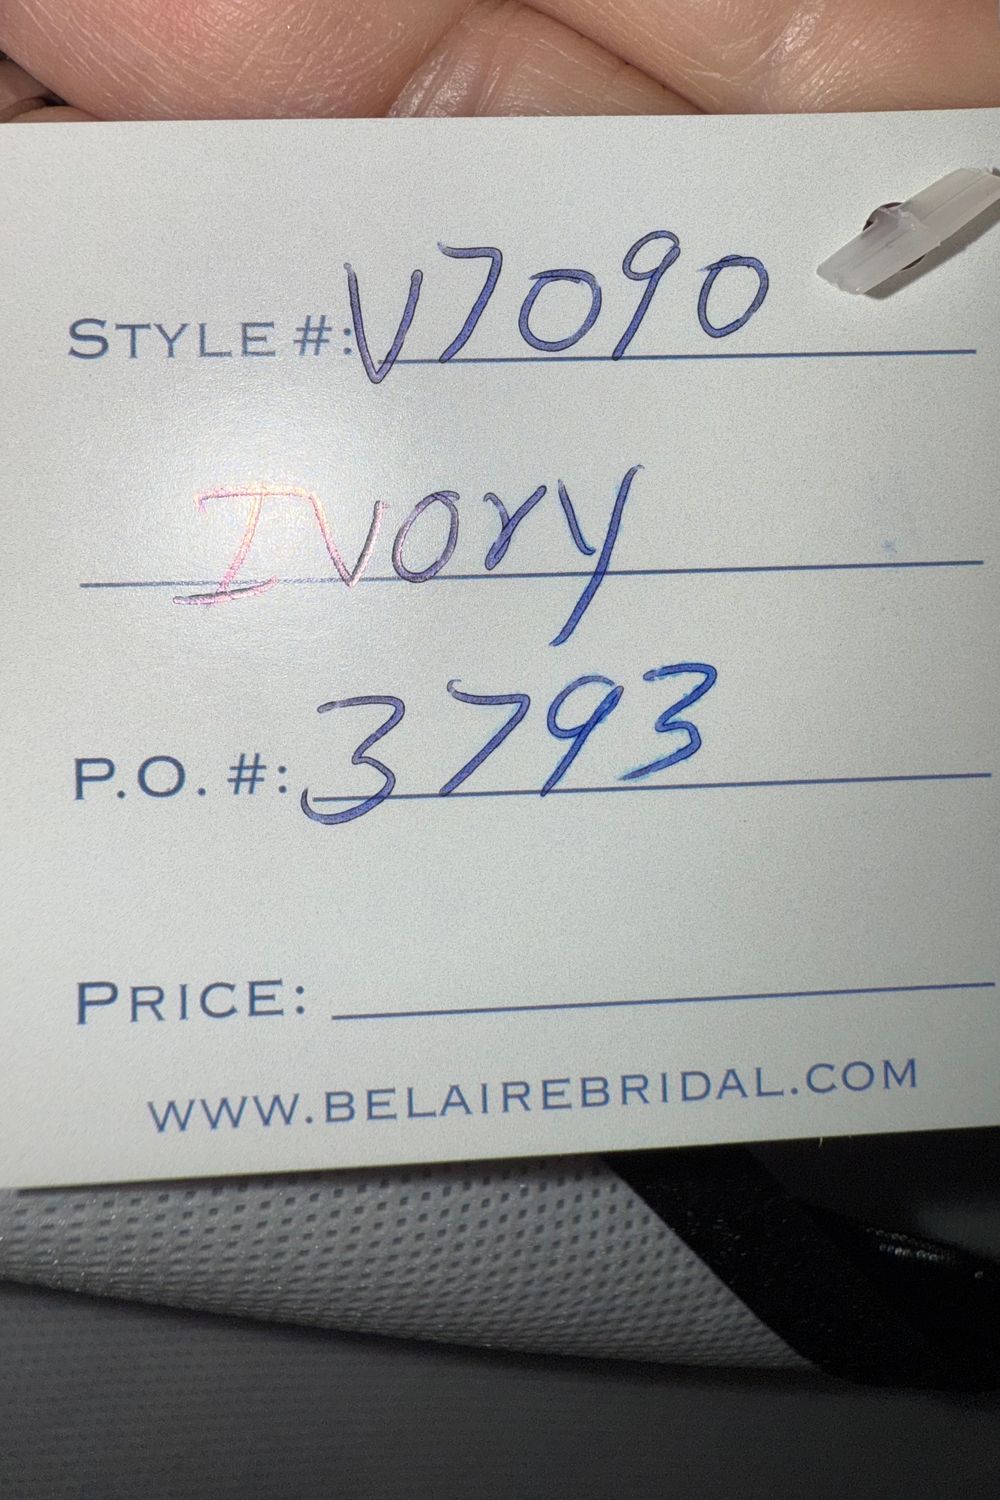 STYLE #: V7090
Ivory
P.O. #: 3793
PRICE:
WWW.BELAIREBRIDAL.COM